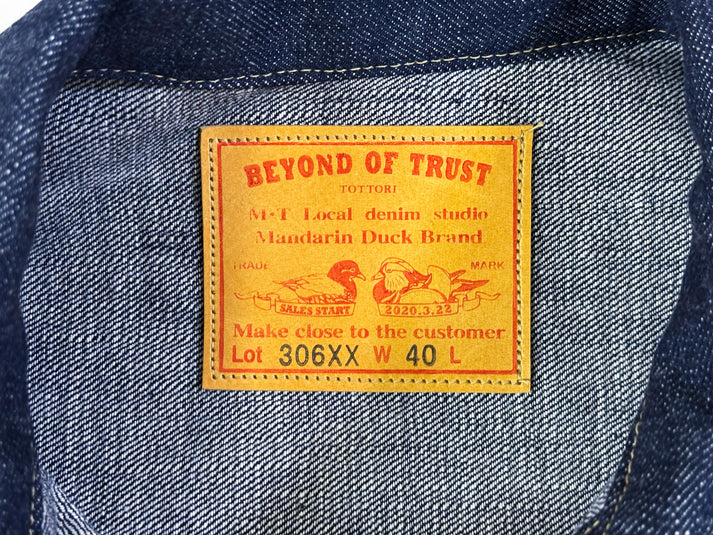 BEYOND OF TRUST
TOTTORI
M·T Local denim studio
Mandarin Duck Brand
TRADE MARK
SALES START 2020.3.22
Make close to the customer
Lot 306XX W 40 L